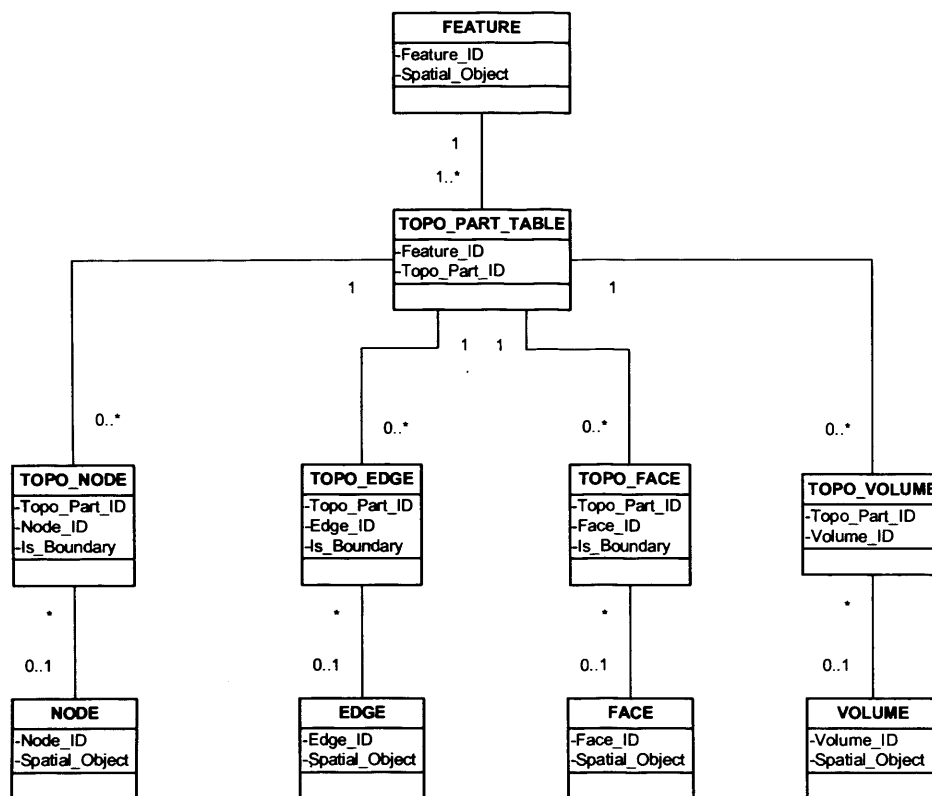 FEATURE
-Feature_ID
-Spatial_Object
1
1..*
TOPO_PART_TABLE
-Feature_ID
-Topo_Part_ID
1
1
1
1
0..*
0..*
0..*
0..*
TOPO_NODE
-Topo_Part_ID
-Node_ID
-Is_Boundary
TOPO_EDGE
-Topo_Part_ID
-Edge_ID
-Is_Boundary
TOPO_FACE
-Topo_Part_ID
-Face_ID
-Is_Boundary
TOPO_VOLUME
-Topo_Part_ID
-Volume_ID
*
*
*
*
0..1
0..1
0..1
0..1
NODE
-Node_ID
-Spatial_Object
EDGE
-Edge_ID
-Spatial_Object
FACE
-Face_ID
-Spatial_Object
VOLUME
-Volume_ID
-Spatial_Object